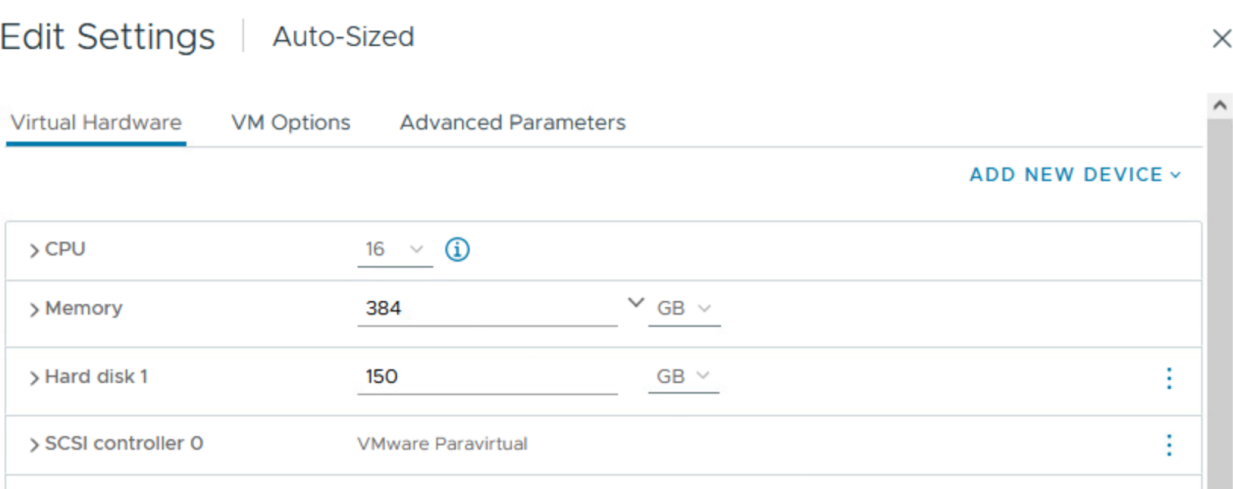 Edit Settings | Auto-Sized
Virtual Hardware VM Options Advanced Parameters
ADD NEW DEVICE
CPU 16
Memory 384 GB
Hard disk 1 150 GB
SCSI controller 0 VMware Paravirtual